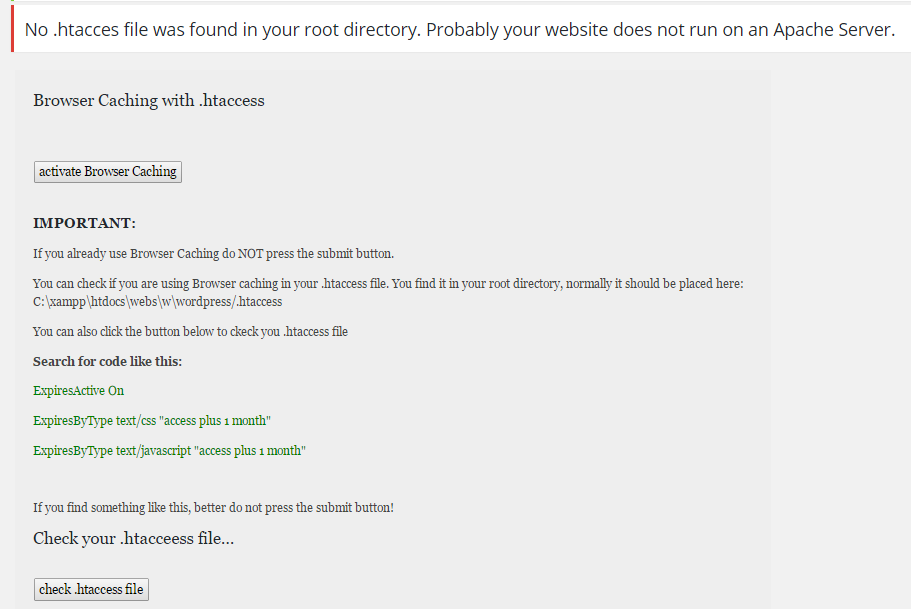 No .htacces file was found in your root directory. Probably your website does not run on an Apache Server.
Browser Caching with .htaccess
activate Browser Caching
IMPORTANT:
If you already use Browser Caching do NOT press the submit button.
You can check if you are using Browser caching in your .htaccess file. You find it in your root directory, normally it should be placed here:
C:\xampp\htdocs\webs\w\wordpress/.htaccess
You can also click the button below to ckeck you .htaccess file
Search for code like this:
ExpiresActive On
ExpiresByType text/css "access plus 1 month"
ExpiresByType text/javascript "access plus 1 month"
If you find something like this, better do not press the submit button!
Check your .htacceess file...
check .htaccess file